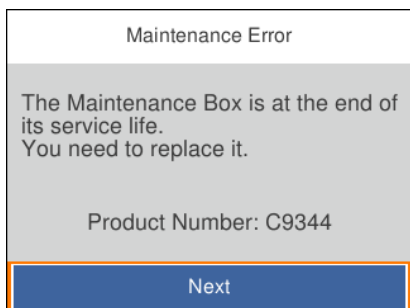 Maintenance Error
The Maintenance Box is at the end of
its service life.
You need to replace it.
Product Number: C9344
Next